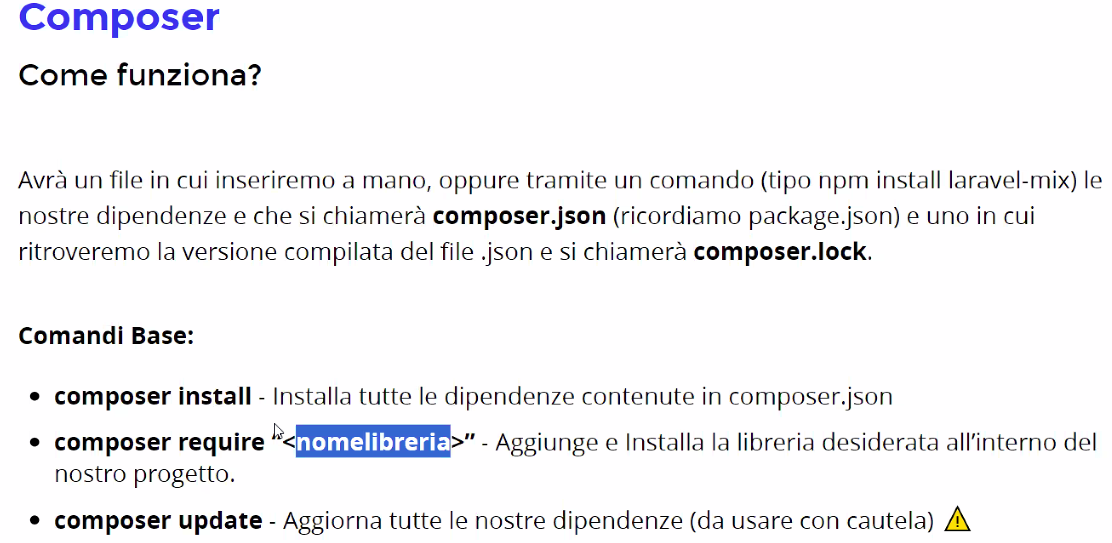 Composer
Come funziona?
Avrà un file in cui inseriremo a mano, oppure tramite un comando (tipo npm install laravel-mix) le
nostre dipendenze e che si chiamerà composer.json (ricordiamo package.json) e uno in cui
ritroveremo la versione compilata del file .json e si chiamerà composer.lock.
Comandi Base:
• composer install - Installa tutte le dipendenze contenute in composer.json
• composer require “<nomelibreria>” - Aggiunge e Installa la libreria desiderata all’interno del
nostro progetto.
• composer update - Aggiorna tutte le nostre dipendenze (da usare con cautela) ⚠